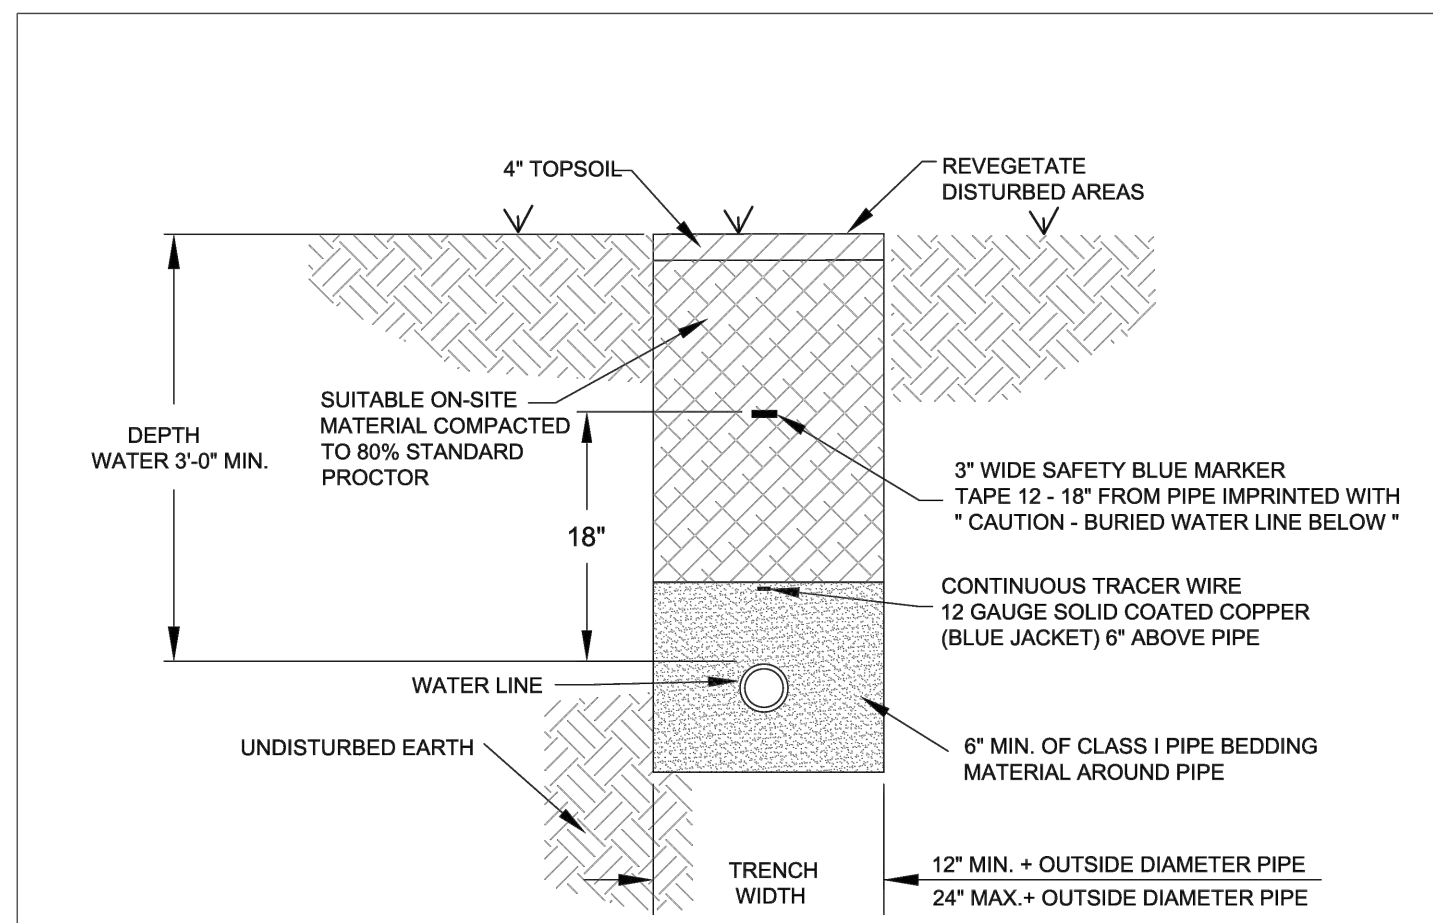 4" TOPSOIL
REVEGETATE
DISTURBED AREAS
SUITABLE ON-SITE
MATERIAL COMPACTED
TO 80% STANDARD
PROCTOR
DEPTH
WATER 3'-0" MIN.
18"
3" WIDE SAFETY BLUE MARKER
TAPE 12 - 18" FROM PIPE IMPRINTED WITH
" CAUTION - BURIED WATER LINE BELOW "
CONTINUOUS TRACER WIRE
12 GAUGE SOLID COATED COPPER
(BLUE JACKET) 6" ABOVE PIPE
WATER LINE
UNDISTURBED EARTH
6" MIN. OF CLASS I PIPE BEDDING
MATERIAL AROUND PIPE
TRENCH
WIDTH
12" MIN. + OUTSIDE DIAMETER PIPE
24" MAX.+ OUTSIDE DIAMETER PIPE